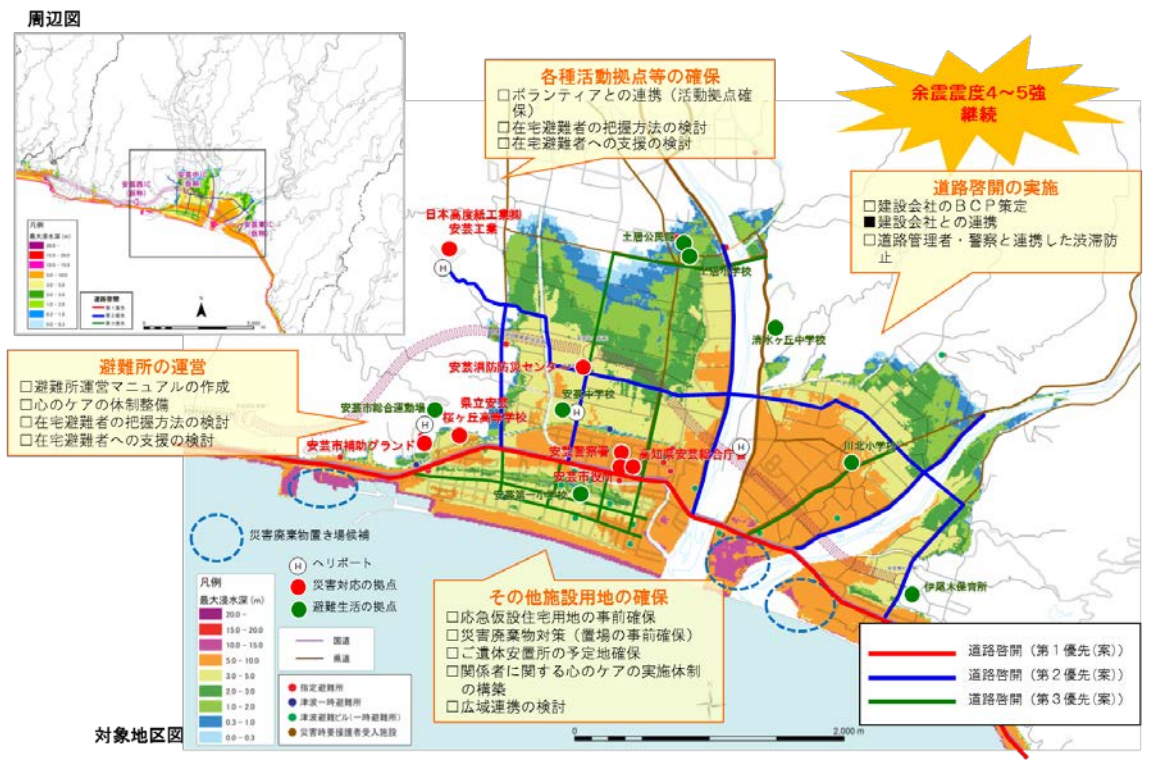 周辺図
各種活動拠点等の確保
□ボランティアとの連携（活動拠点確
保）
□在宅避難者の把握方法の検討
□在宅避難者への支援の検討
余震震度4～5強
継続
道路啓開の実施
□建設会社のＢＣＰ策定
■建設会社との連携
□道路管理者・警察と連携した渋滞防
止
凡例
最大浸水深(m)
道路啓開
N
避難所の運営
□避難所運営マニュアルの作成
□心のケアの体制整備
□在宅避難者の把握方法の検討
□在宅避難者への支援の検討
日本高度紙工業㈱
安芸工業
H
土居公民館
土居小学校
清水ヶ丘中学校
安芸消防防災センター
安芸中学校
H
安芸市総合運動場
H
県立安芸
桜ヶ丘高等学校
安芸市補助グランド
安芸警察署
高知県安芸総合庁舎
H
安芸市役所
安芸第一小学校
川北小学校
伊尾木保育所
災害廃棄物置き場候補
H ヘリポート
災害対応の拠点
避難生活の拠点
凡例
最大浸水深(m)
20.0 -
15.0 - 20.0
10.0 - 15.0
5.0 - 10.0
3.0 - 5.0
2.0 - 3.0
1.0 - 2.0
0.3 - 1.0
0.0 - 0.3
国道
県道
指定避難所
津波一時避難所
津波避難ビル(一時避難所)
災害時要援護者受入施設
その他施設用地の確保
□応急仮設住宅用地の事前確保
□災害廃棄物対策（置場の事前確保）
□ご遺体安置所の予定地確保
□関係者に関する心のケアの実施体制
の構築
□広域連携の検討
道路啓開（第１優先(案)）
道路啓開（第２優先(案)）
道路啓開（第３優先(案)）
対象地区図
0
2,000 m